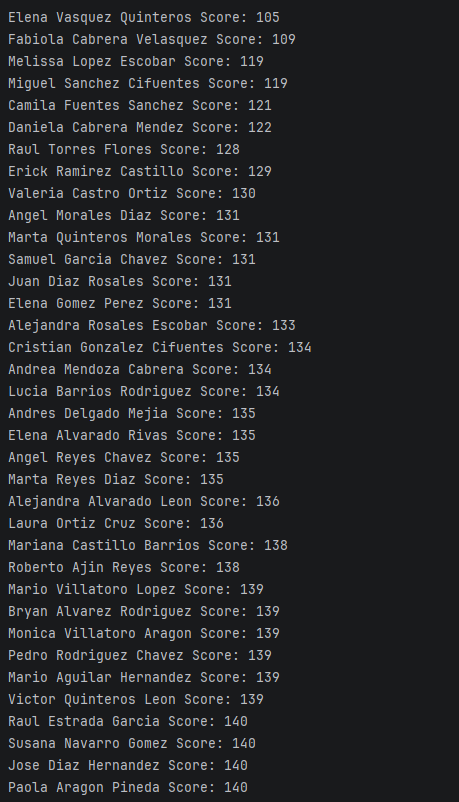 Elena Vasquez Quinteros Score: 105
Fabiola Cabrera Velasquez Score: 109
Melissa Lopez Escobar Score: 119
Miguel Sanchez Cifuentes Score: 119
Camila Fuentes Sanchez Score: 121
Daniela Cabrera Mendez Score: 122
Raul Torres Flores Score: 128
Erick Ramirez Castillo Score: 129
Valeria Castro Ortiz Score: 130
Angel Morales Diaz Score: 131
Marta Quinteros Morales Score: 131
Samuel Garcia Chavez Score: 131
Juan Diaz Rosales Score: 131
Elena Gomez Perez Score: 131
Alejandra Rosales Escobar Score: 133
Cristian Gonzalez Cifuentes Score: 134
Andrea Mendoza Cabrera Score: 134
Lucia Barrios Rodriguez Score: 134
Andres Delgado Mejia Score: 135
Elena Alvarado Rivas Score: 135
Angel Reyes Chavez Score: 135
Marta Reyes Diaz Score: 135
Alejandra Alvarado Leon Score: 136
Laura Ortiz Cruz Score: 136
Mariana Castillo Barrios Score: 138
Roberto Ajin Reyes Score: 138
Mario Villatoro Lopez Score: 139
Bryan Alvarez Rodriguez Score: 139
Monica Villatoro Aragon Score: 139
Pedro Rodriguez Chavez Score: 139
Mario Aguilar Hernandez Score: 139
Victor Quinteros Leon Score: 139
Raul Estrada Garcia Score: 140
Susana Navarro Gomez Score: 140
Jose Diaz Hernandez Score: 140
Paola Aragon Pineda Score: 140